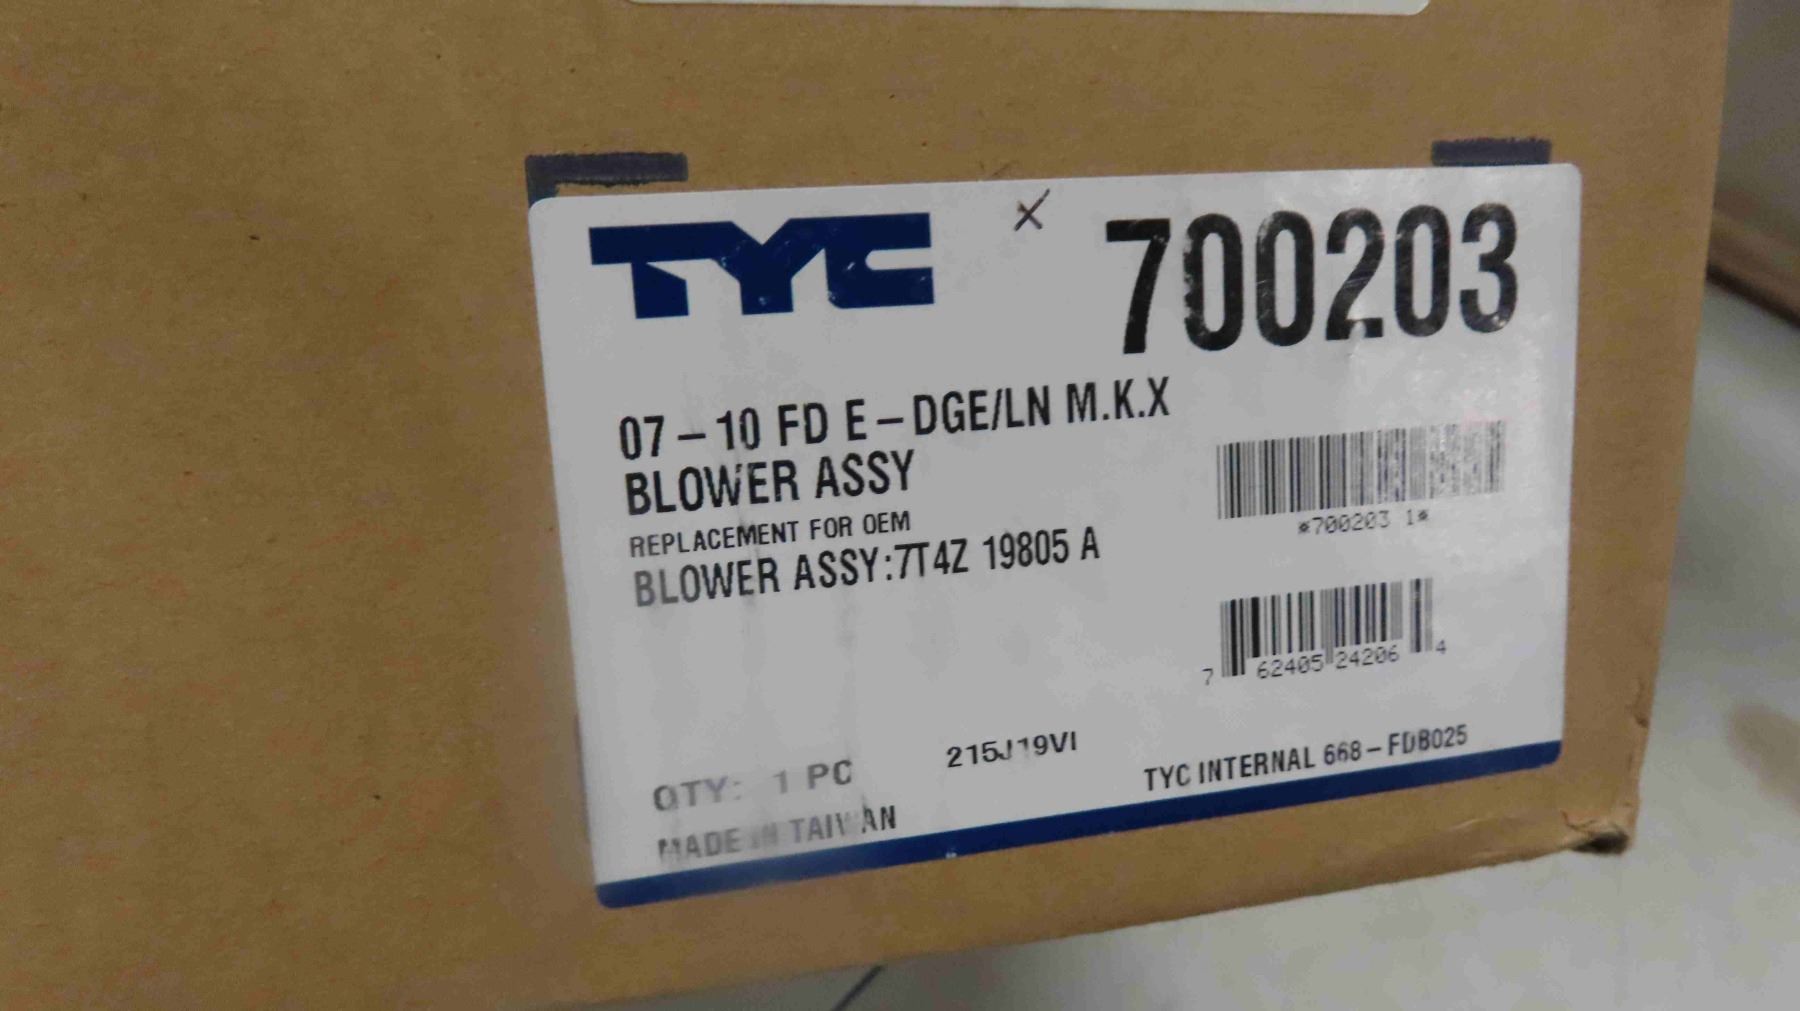 TYC
X
700203
07-10 FD E-DGE/LN M.K.X
BLOWER ASSY
REPLACEMENT FOR OEM
BLOWER ASSY:7T4Z 19805 A
*700203 1*
7 62405 24206 4
QTY: 1 PC
215J19VI
TYC INTERNAL 668-FDB025
MADE IN TAIWAN